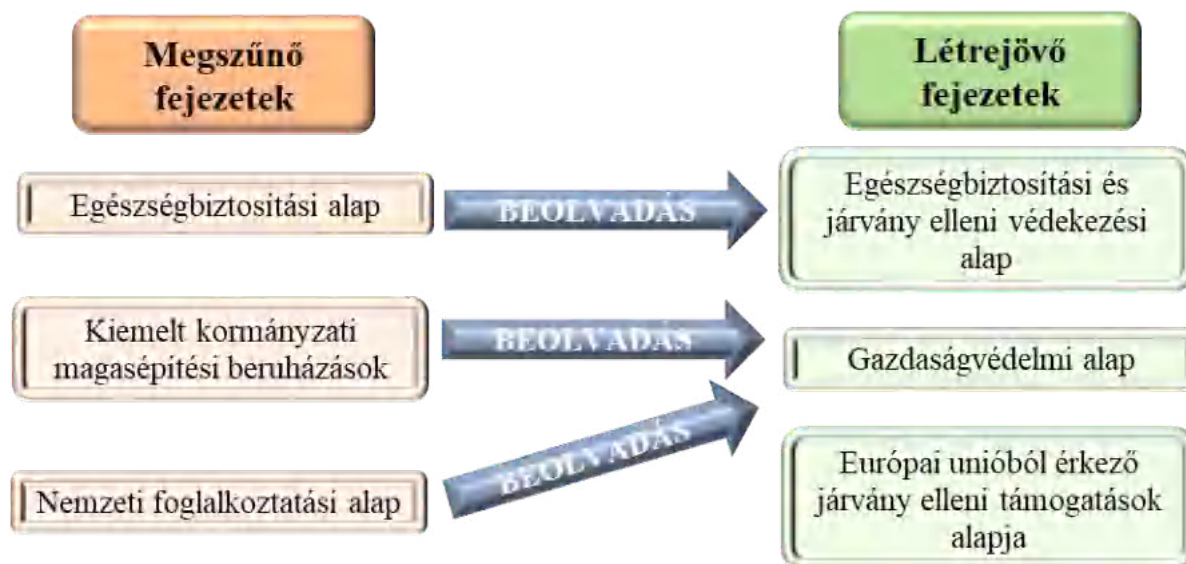 Megszűnő
fejezetek
Létrejövő
fejezetek
Egészségbiztosítási alap
BEOLVADÁS
Egészségbiztosítási és
járvány elleni védekezési
alap
Kiemelt kormányzati
magasépítési beruházások
BEOLVADÁS
Gazdaságvédelmi alap
Nemzeti foglalkoztatási alap
BEOLVADÁS
Európai unióból érkező
járvány elleni támogatások
alapja